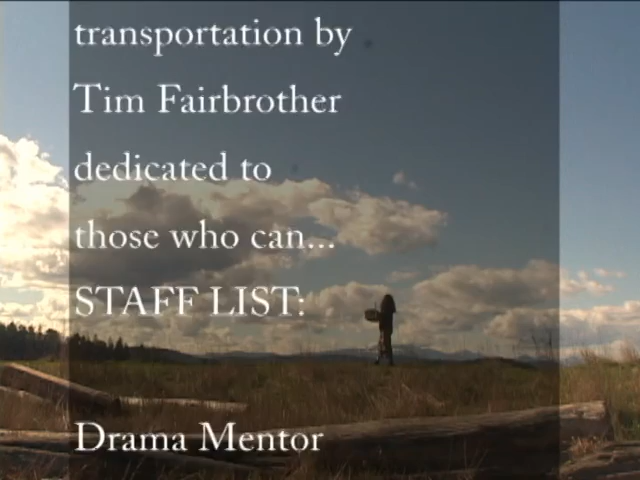 transportation by
Tim Fairbrother
dedicated to
those who can...
STAFF LIST:
Drama Mentor